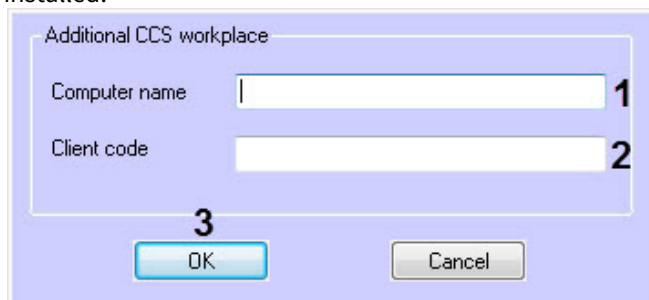 installed.
Additional CCS workplace
Computer name 1
Client code 2
3
OK Cancel